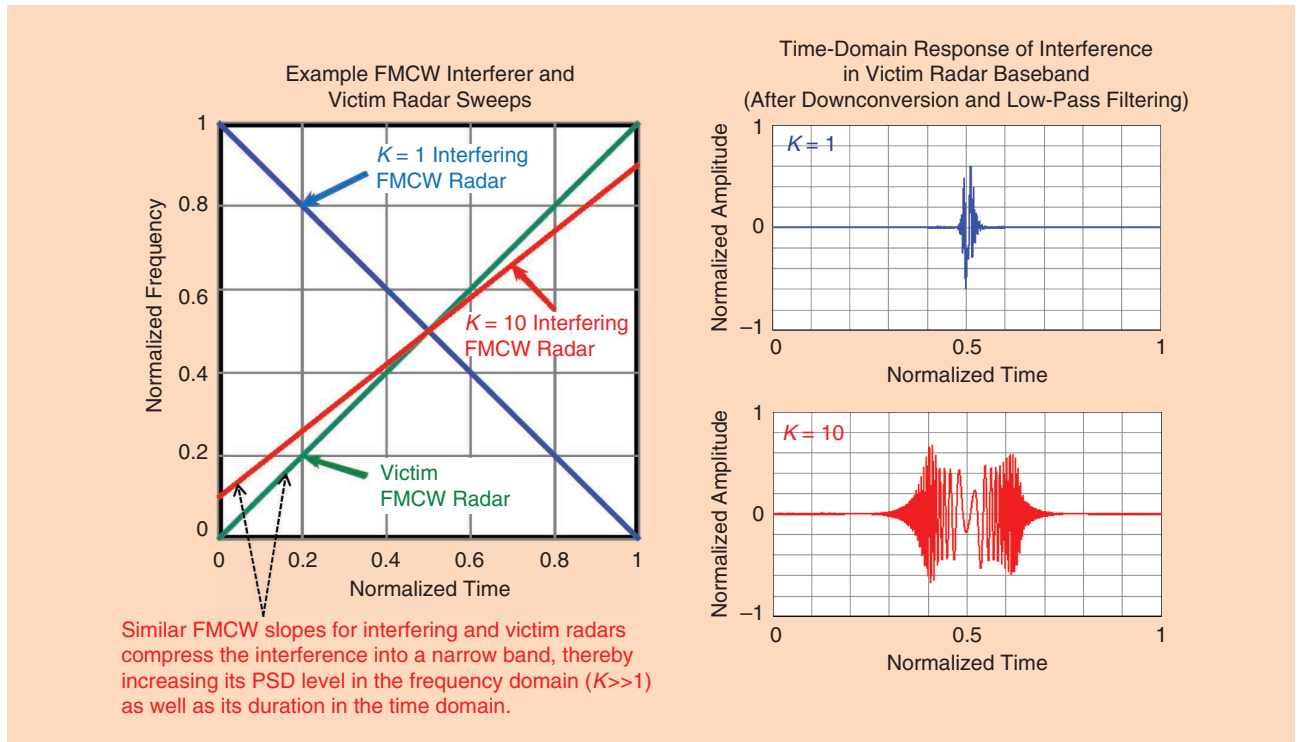 Example FMCW Interferer and
Victim Radar Sweeps
1
0.8
0.6
0.4
0.2
0
Normalized Frequency
K = 1 Interfering
FMCW Radar
K = 10 Interfering
FMCW Radar
Victim
FMCW Radar
0 0.2 0.4 0.6 0.8 1
Normalized Time
Similar FMCW slopes for interfering and victim radars
compress the interference into a narrow band, thereby
increasing its PSD level in the frequency domain (K>>1)
as well as its duration in the time domain.
Time-Domain Response of Interference
in Victim Radar Baseband
(After Downconversion and Low-Pass Filtering)
Normalized Amplitude
1
0
−1
K = 1
0 0.5 1
Normalized Time
Normalized Amplitude
1
0
−1
K = 10
0 0.5 1
Normalized Time